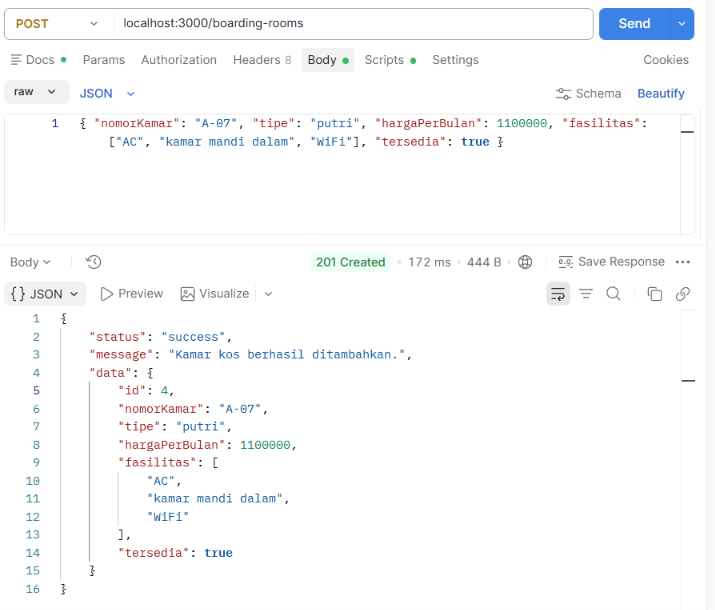 POST localhost:3000/boarding-rooms Send
Docs Params Authorization Headers 8 Body Scripts Settings Cookies
raw JSON Schema Beautify
1 { "nomorKamar": "A-07", "tipe": "putri", "hargaPerBulan": 1100000, "fasilitas":
["AC", "kamar mandi dalam", "WiFi"], "tersedia": true }
Body 201 Created • 172 ms • 444 B • e.g. Save Response
{} JSON Preview Visualize
1 {
2 "status": "success",
3 "message": "Kamar kos berhasil ditambahkan.",
4 "data": {
5 "id": 4,
6 "nomorKamar": "A-07",
7 "tipe": "putri",
8 "hargaPerBulan": 1100000,
9 "fasilitas": [
10 "AC",
11 "kamar mandi dalam",
12 "WiFi"
13 ],
14 "tersedia": true
15 }
16 }